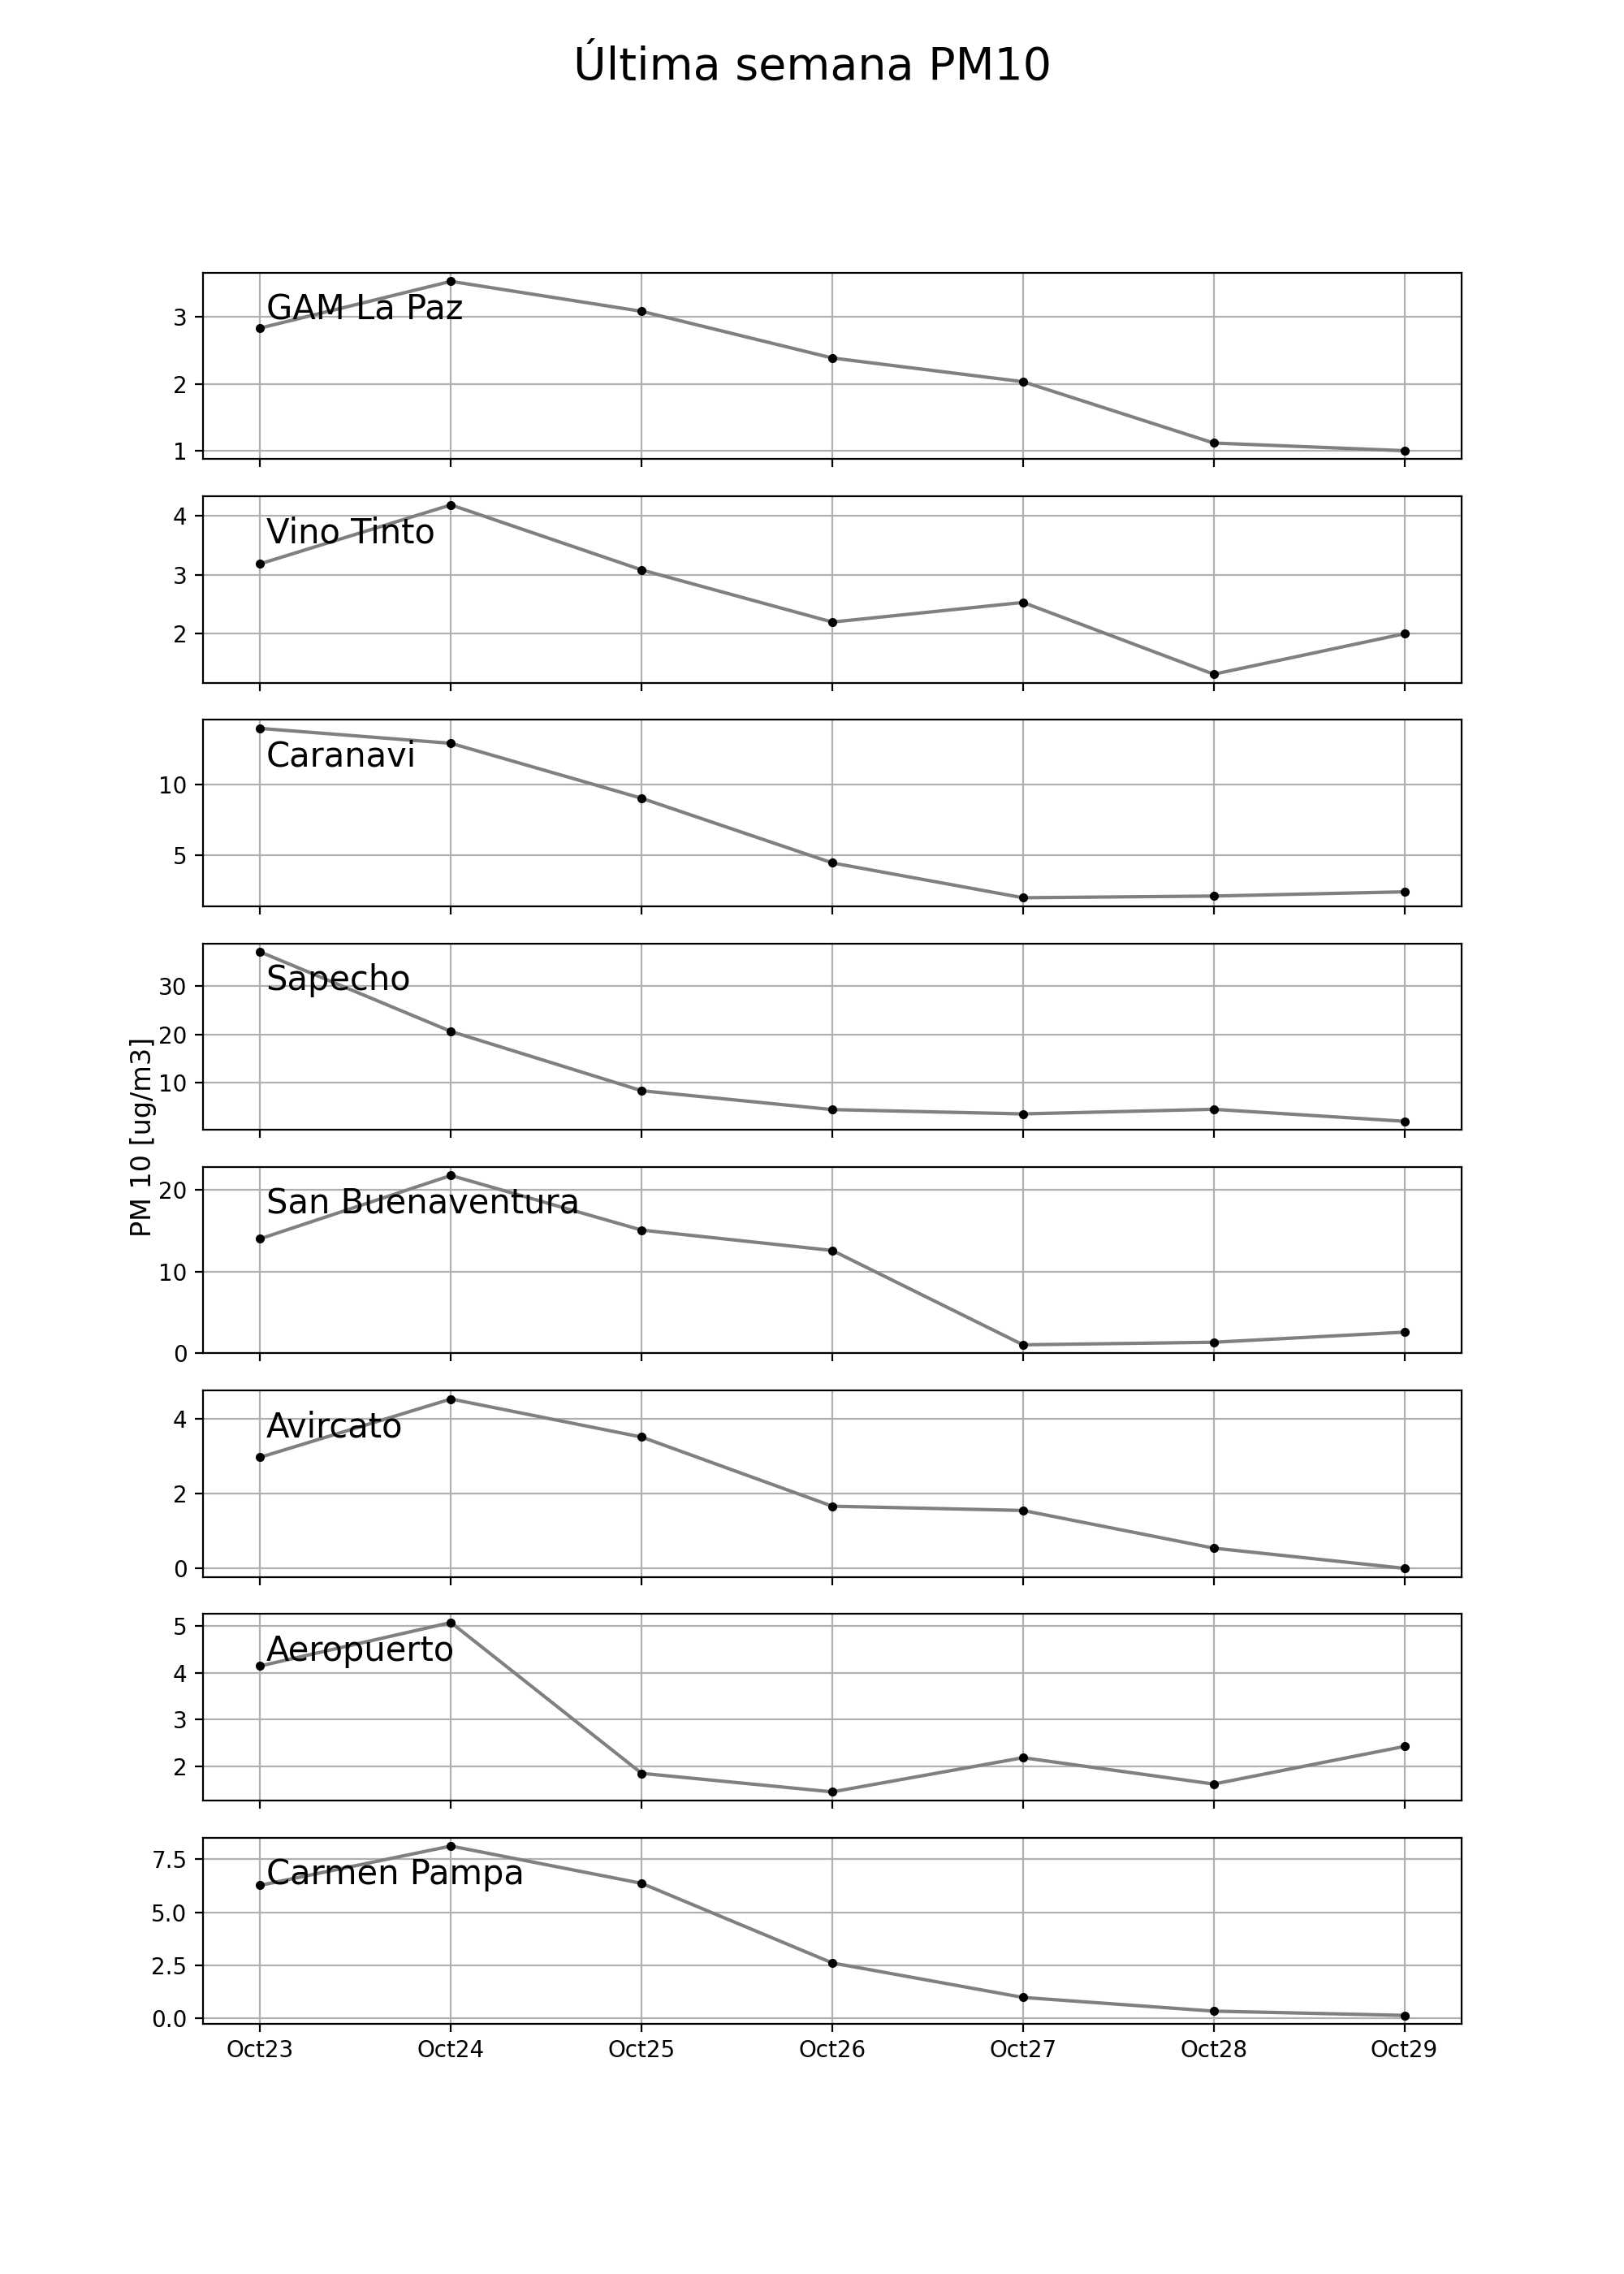 Última semana PM10
GAM La Paz
3
2
1
Vino Tinto
4
3
2
Caranavi
10
5
Sapecho
30
20
10
PM 10 [ug/m3]
San Buenaventura
20
10
0
Avircato
4
2
0
Aeropuerto
5
4
3
2
Carmen Pampa
7.5
5.0
2.5
0.0
Oct23 Oct24 Oct25 Oct26 Oct27 Oct28 Oct29